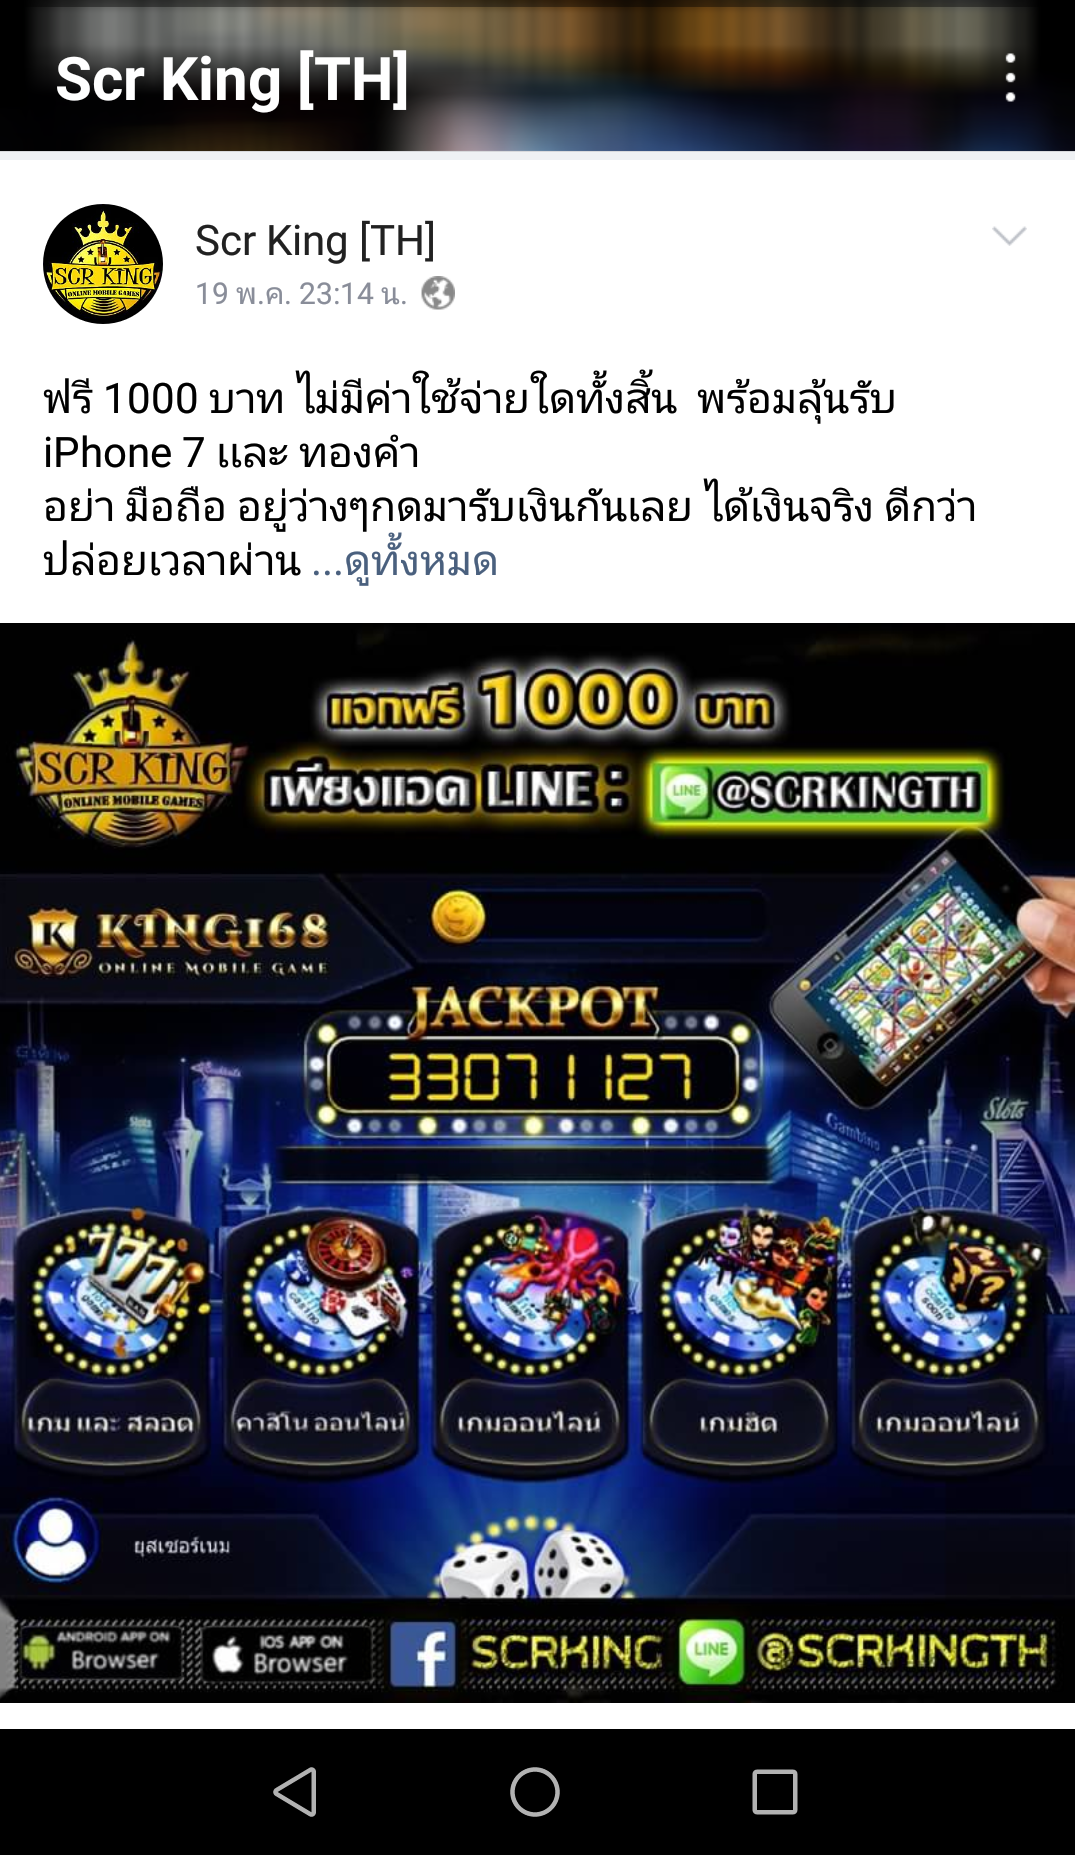 Scr King [TH]
Scr King [TH]
19 พ.ค. 23:14 น.
ฟรี 1000 บาท ไม่มีค่าใช้จ่ายใดทั้งสิ้น พร้อมลุ้นรับ
iPhone 7 และ ทองคำ
อย่า มือถือ อยู่ว่างๆกดมารับเงินกันเลย ได้เงินจริง ดีกว่า
ปล่อยเวลาผ่าน ...ดูทั้งหมด
แจกฟรี 1000 บาท
SCR KING
ONLINE MOBILE GAMES
เพียงแอด LINE : LINE @SCRKINGTH
K KING168
ONLINE MOBILE GAME
JACKPOT
33071127
Slots
Slots
Gambino
777
เกม และ สลอต
คาสิโน ออนไลน์
เกมออนไลน์
เกมฮิต
เกมออนไลน์
ยุสเซอร์เนม
ANDROID APP ON
Browser
IOS APP ON
Browser
f SCRKING
LINE @SCRKINGTH